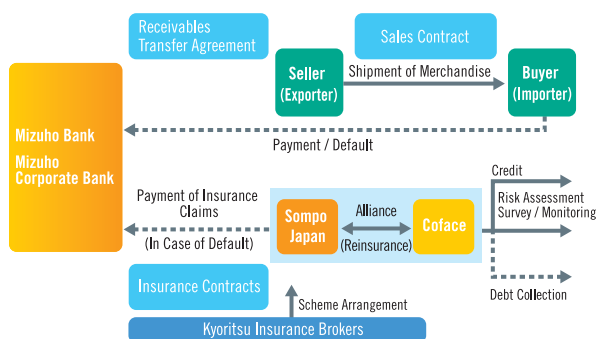 Receivables
Transfer Agreement
Sales Contract
Seller
(Exporter)
Shipment of Merchandise
Buyer
(Importer)
Mizuho Bank
Mizuho
Corporate Bank
Payment / Default
Payment of Insurance
Claims
(In Case of Default)
Sompo
Japan
Alliance
(Reinsurance)
Coface
Credit
Risk Assessment
Survey / Monitoring
Debt Collection
Insurance Contracts
Scheme Arrangement
Kyoritsu Insurance Brokers